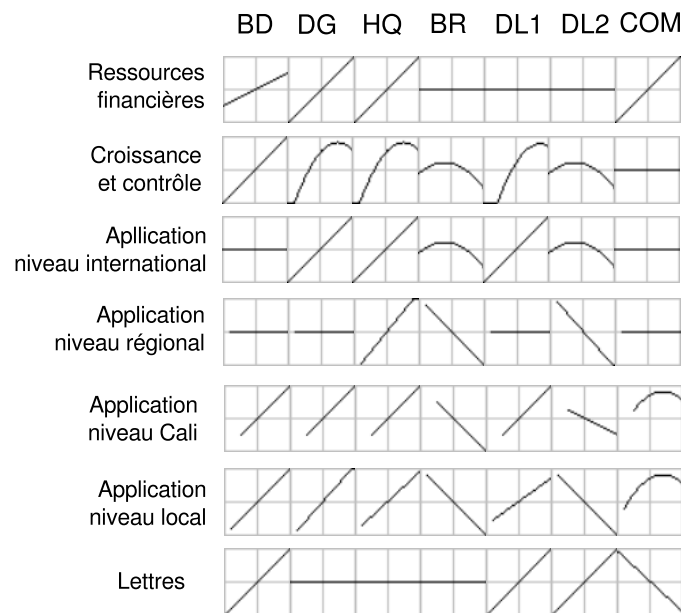 BD DG HQ BR DL1 DL2 COM
Ressources
financières
Croissance
et contrôle
Apllication
niveau international
Application
niveau régional
Application
niveau Cali
Application
niveau local
Lettres